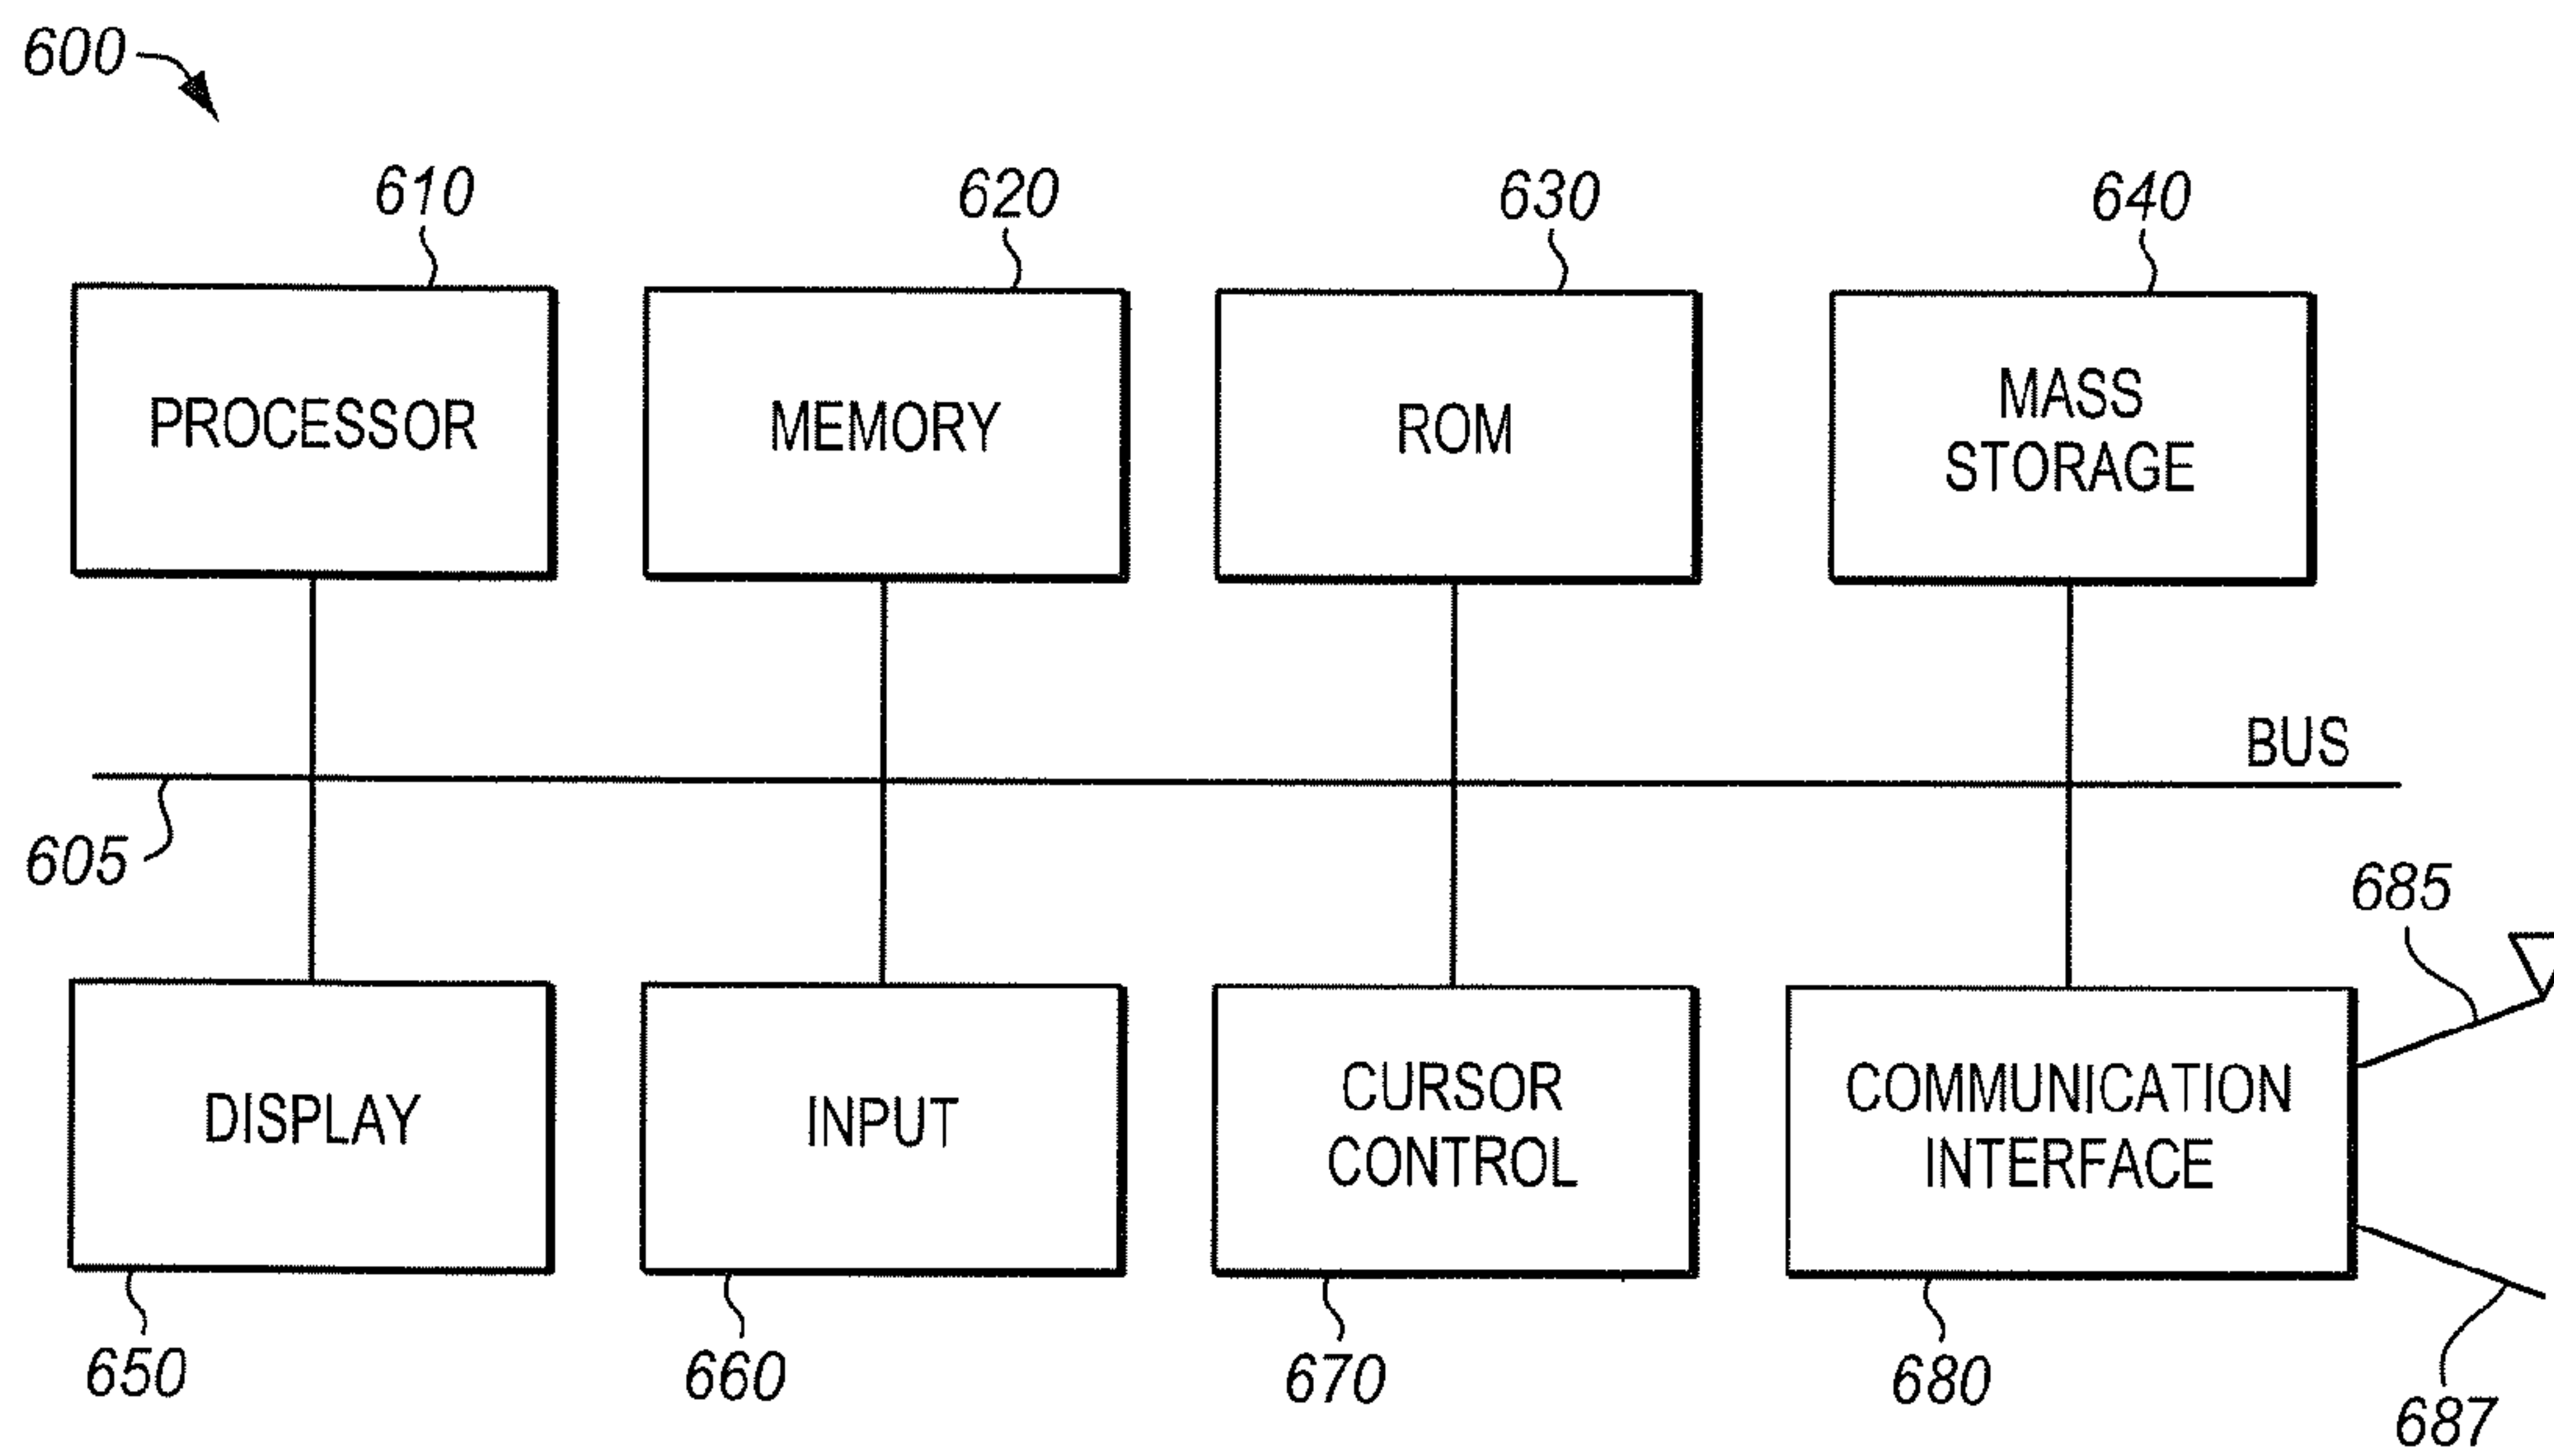 600
610
620
630
640
PROCESSOR
MEMORY
ROM
MASS
STORAGE
BUS
605
685
DISPLAY
INPUT
CURSOR
CONTROL
COMMUNICATION
INTERFACE
650
660
670
680
687